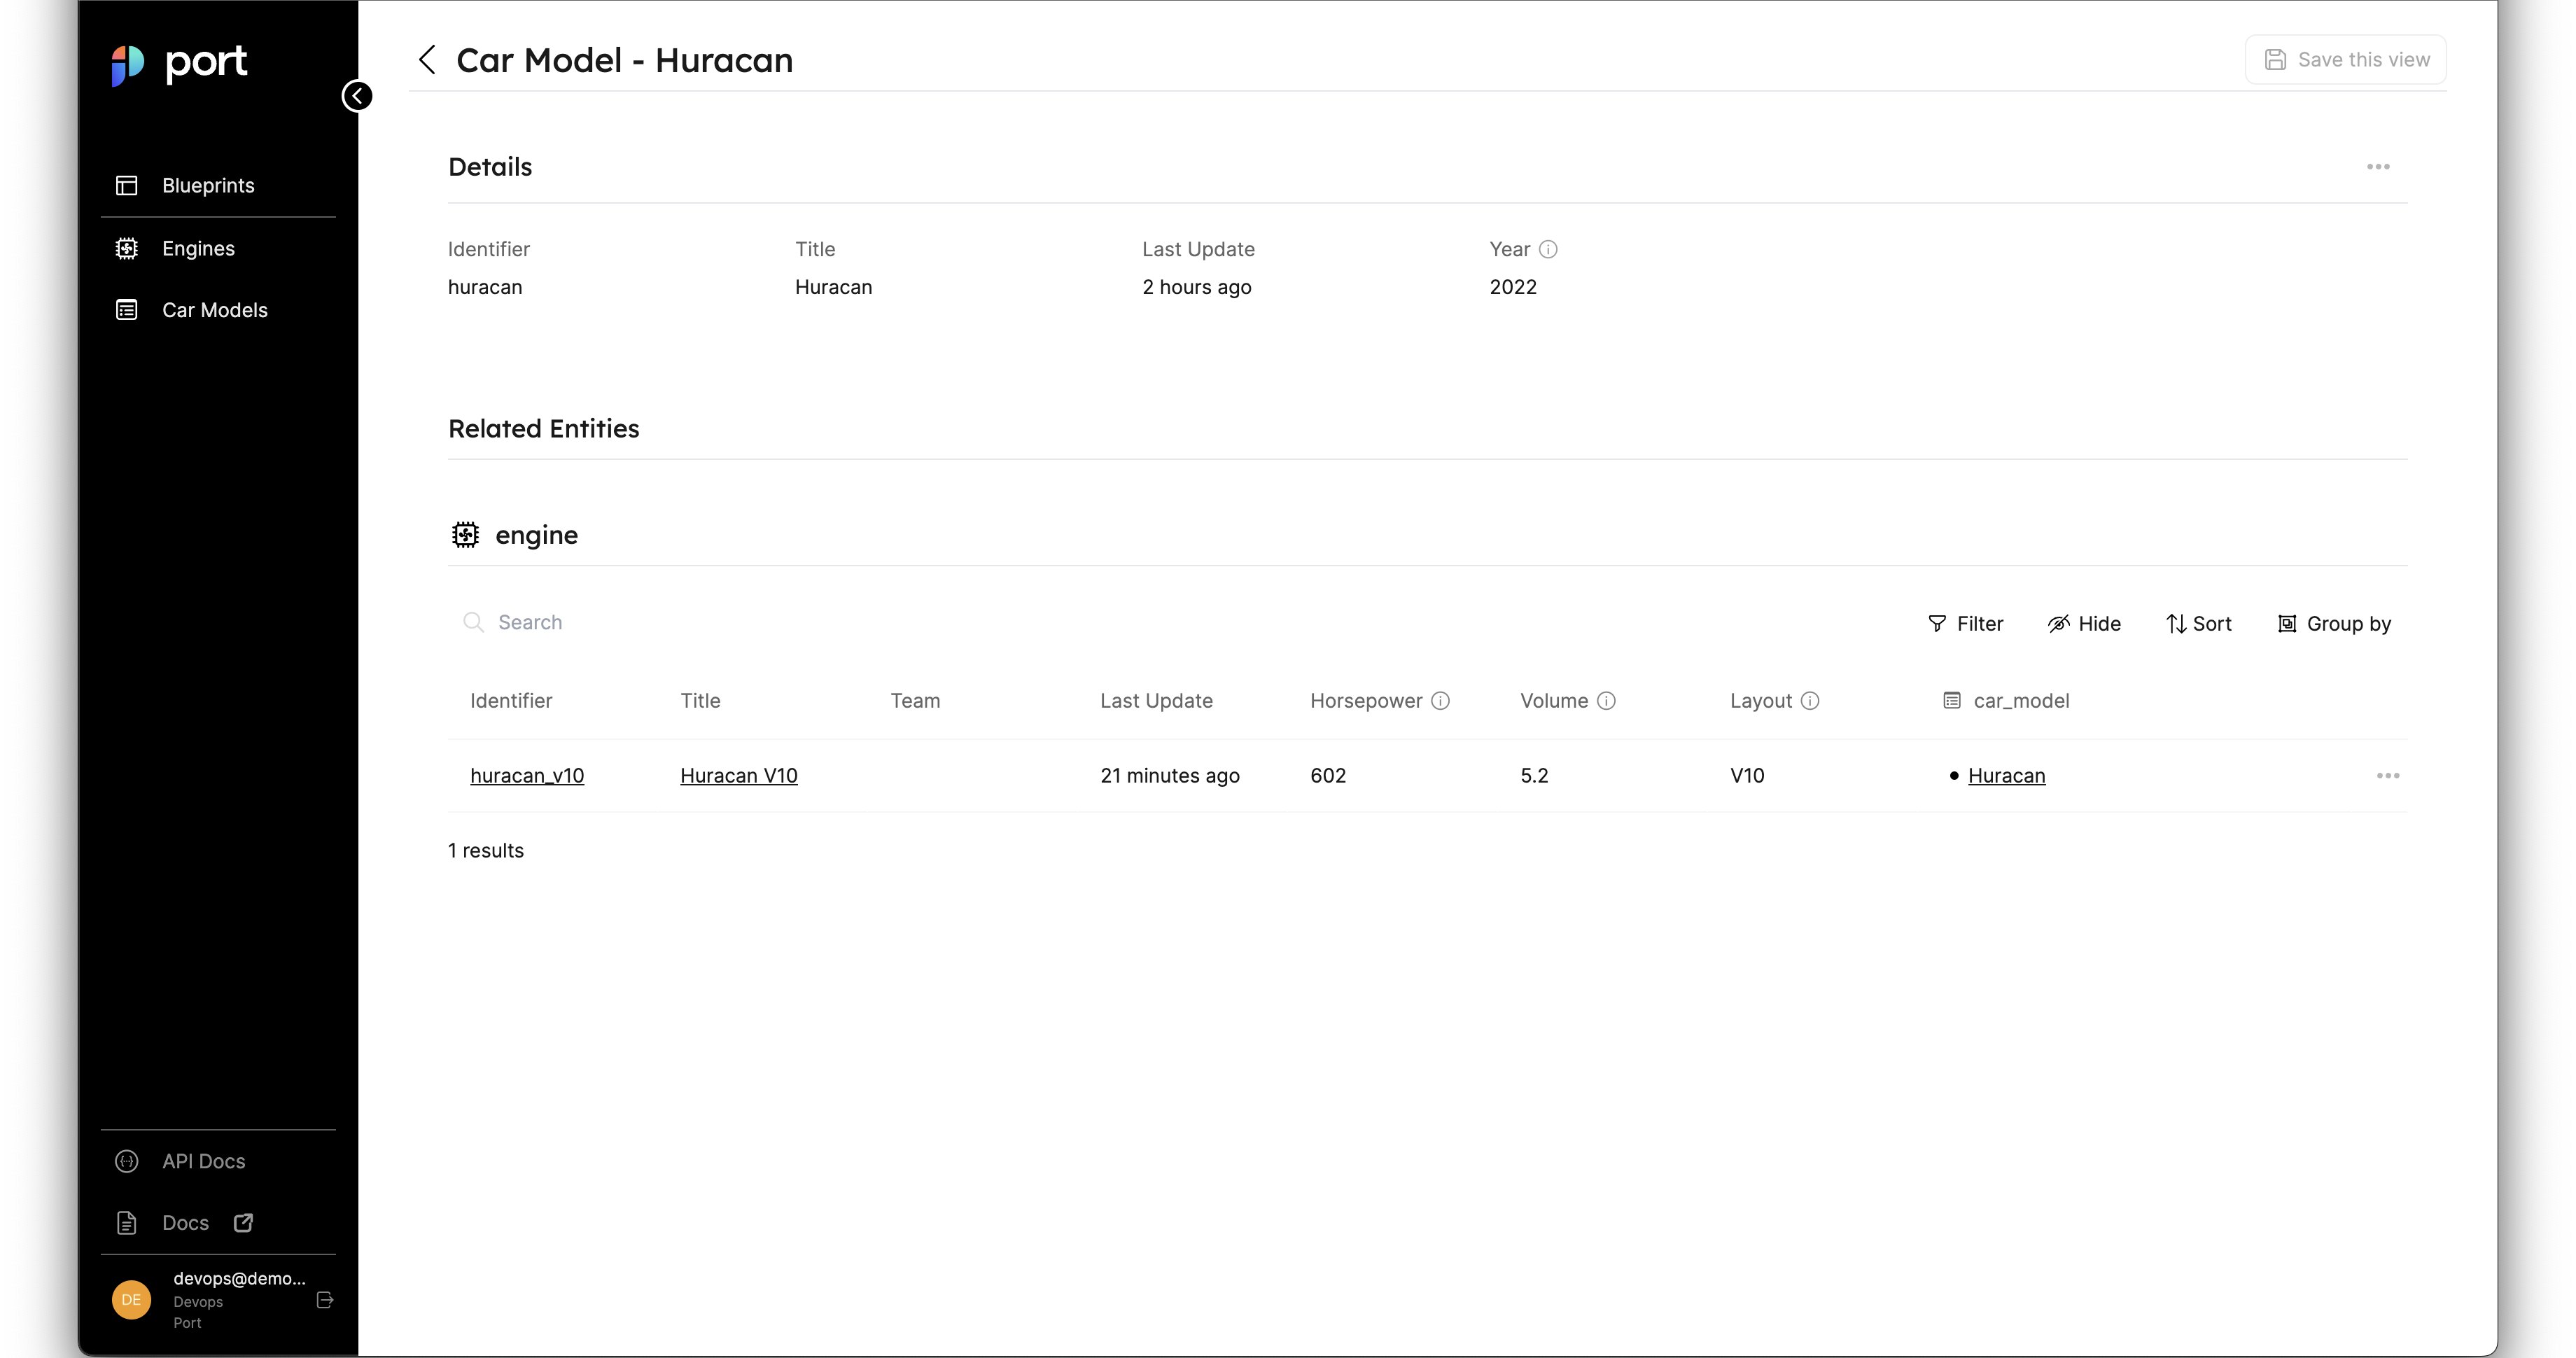 port
Blueprints
Engines
Car Models
API Docs
Docs
DE
devops@demo...
Devops
Port
Car Model - Huracan
Save this view
Details
Identifier Title Last Update Year
huracan Huracan 2 hours ago 2022
Related Entities
engine
Search Filter Hide Sort Group by
Identifier Title Team Last Update Horsepower Volume Layout car_model
huracan_v10 Huracan V10 21 minutes ago 602 5.2 V10 Huracan
1 results